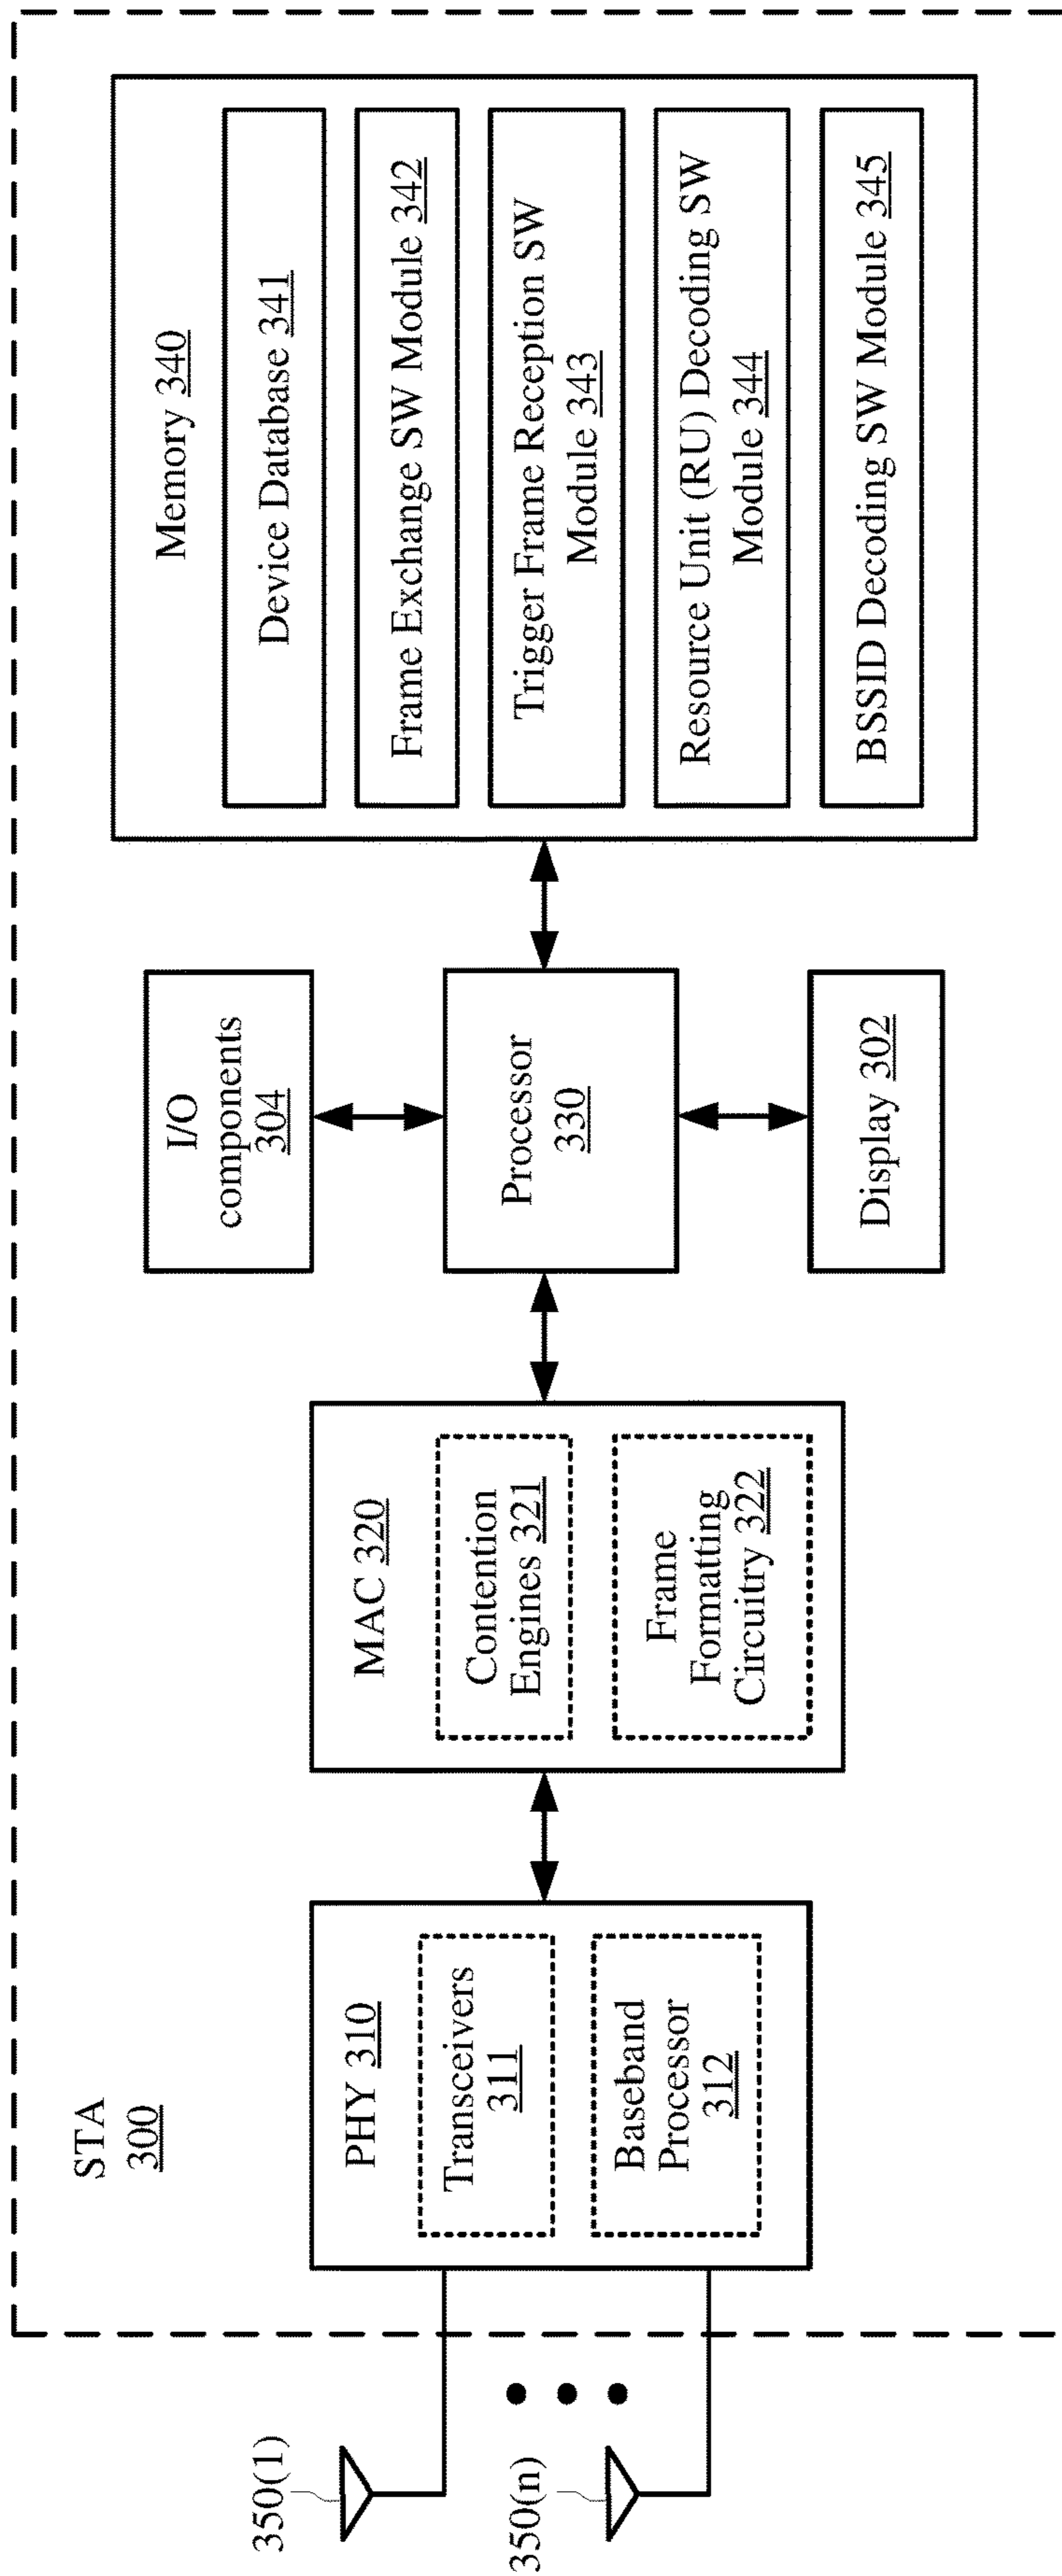 STA
300
350(1)
350(n)
PHY 310
Transceivers
311
Baseband
Processor
312
MAC 320
Contention
Engines 321
Frame
Formatting
Circuitry 322
I/O
components
304
Processor
330
Display 302
Memory 340
Device Database 341
Frame Exchange SW Module 342
Trigger Frame Reception SW
Module 343
Resource Unit (RU) Decoding SW
Module 344
BSSID Decoding SW Module 345